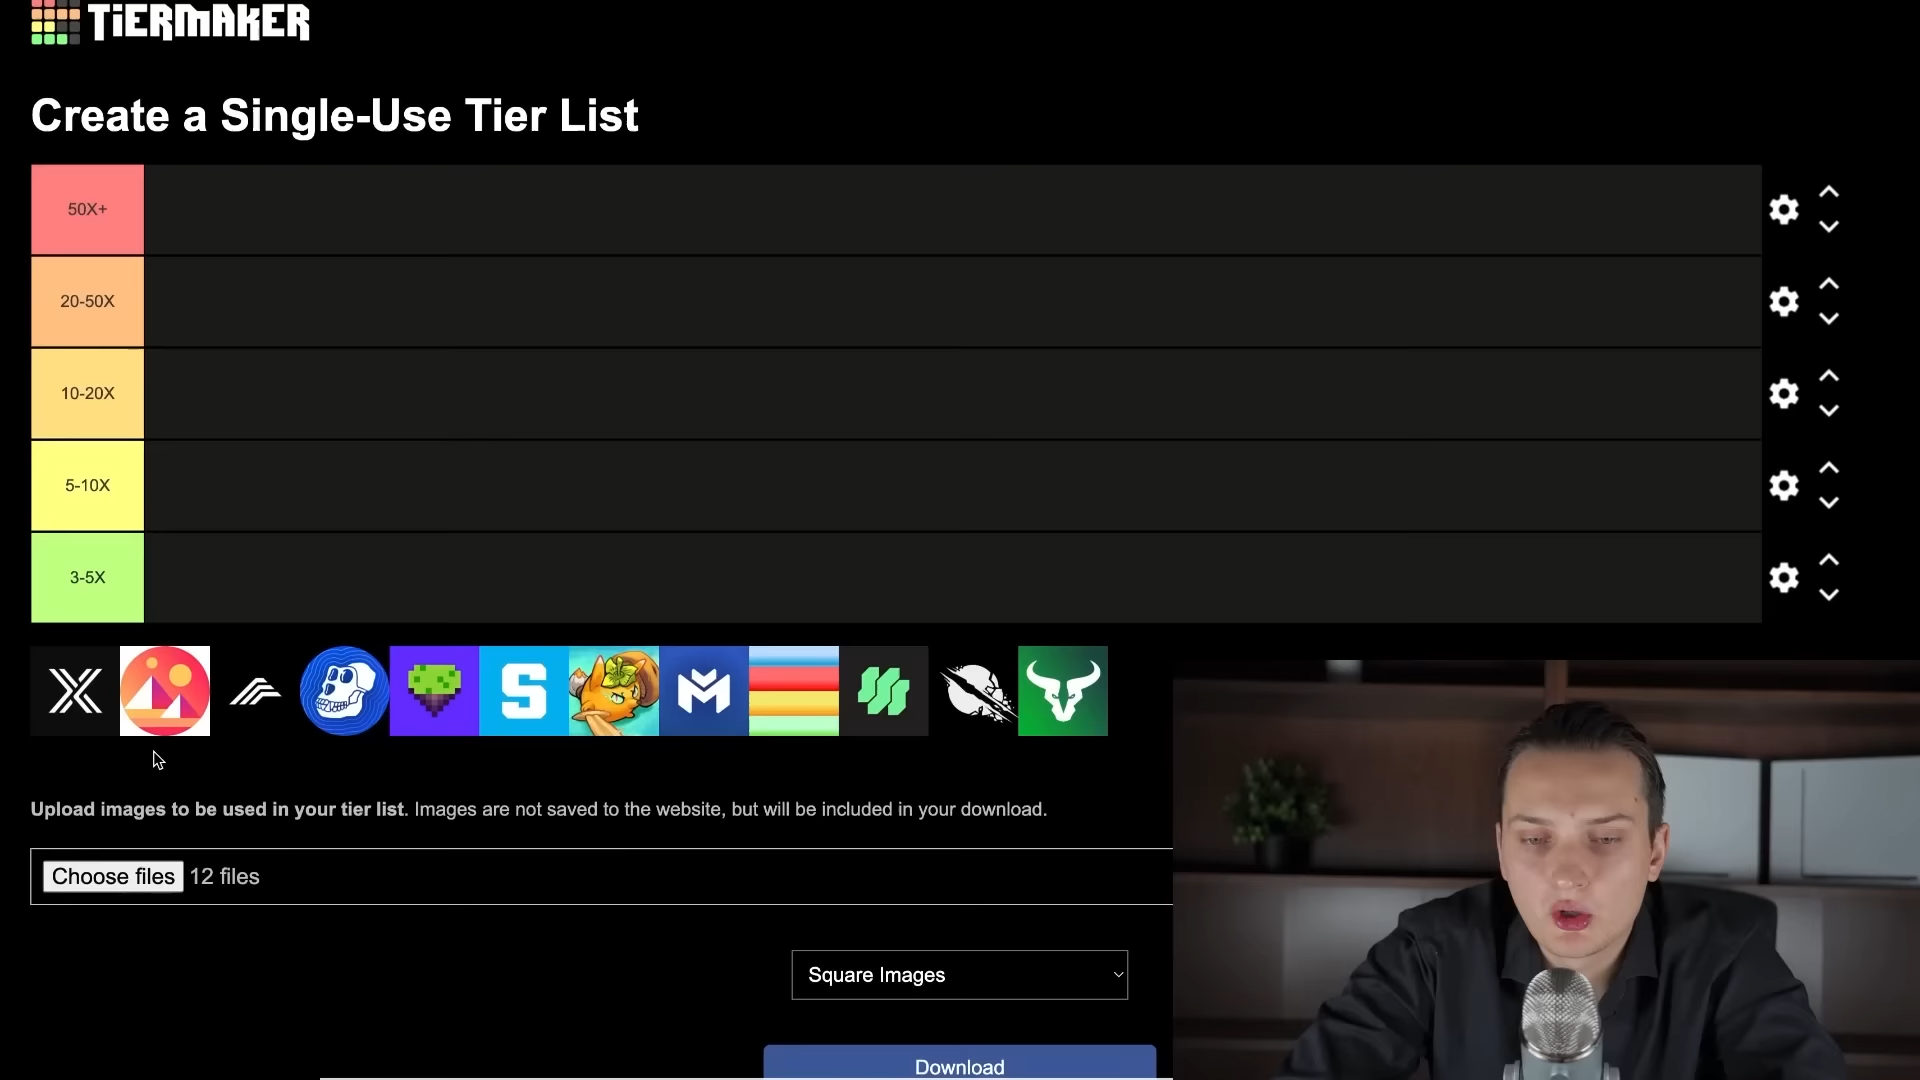 TiERMAKER
Create a Single-Use Tier List
50X+
20-50X
10-20X
5-10X
3-5X
Upload images to be used in your tier list. Images are not saved to the website, but will be included in your download.
Choose files 12 files
Square Images
Download